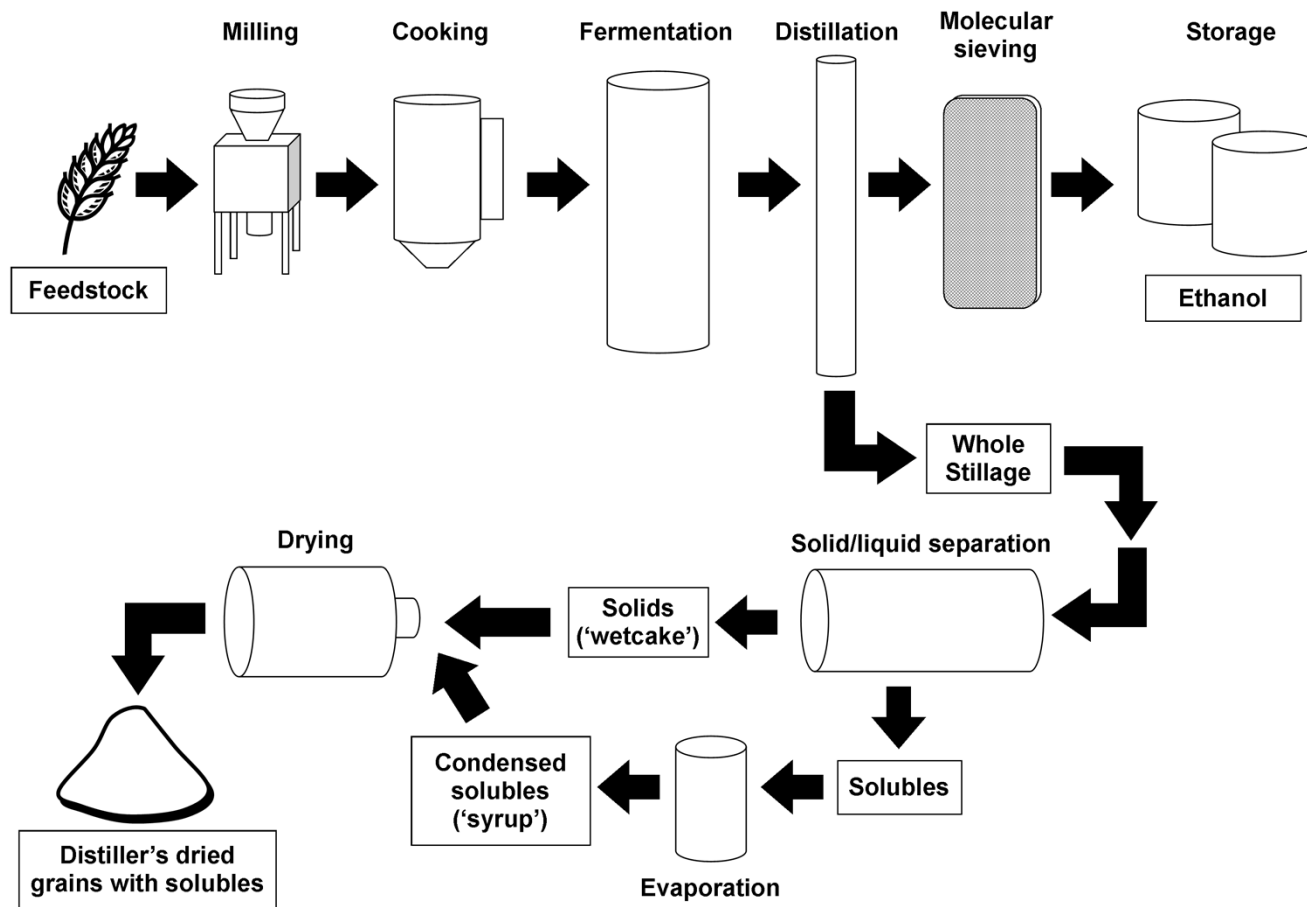 Milling
Cooking
Fermentation
Distillation
Molecular
sieving
Storage
Feedstock
Ethanol
Whole
Stillage
Drying
Solid/liquid separation
Solids
(‘wetcake’)
Condensed
solubles
(‘syrup’)
Solubles
Distiller’s dried
grains with solubles
Evaporation